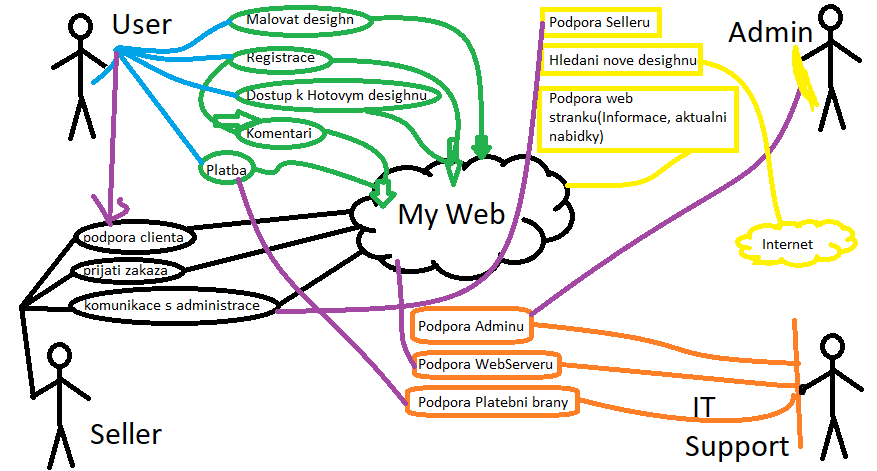 User
Malovat desighn
Registrace
Dostup k Hotovym desighnu
Komentari
Platba
Podpora Selleru
Hledani nove desighnu
Podpora web
stranku(Informace, aktualni
nabidky)
Admin
My Web
Internet
podpora clienta
prijati zakaza
komunikace s administrace
Seller
Podpora Adminu
Podpora WebServeru
Podpora Platebni brany
IT
Support